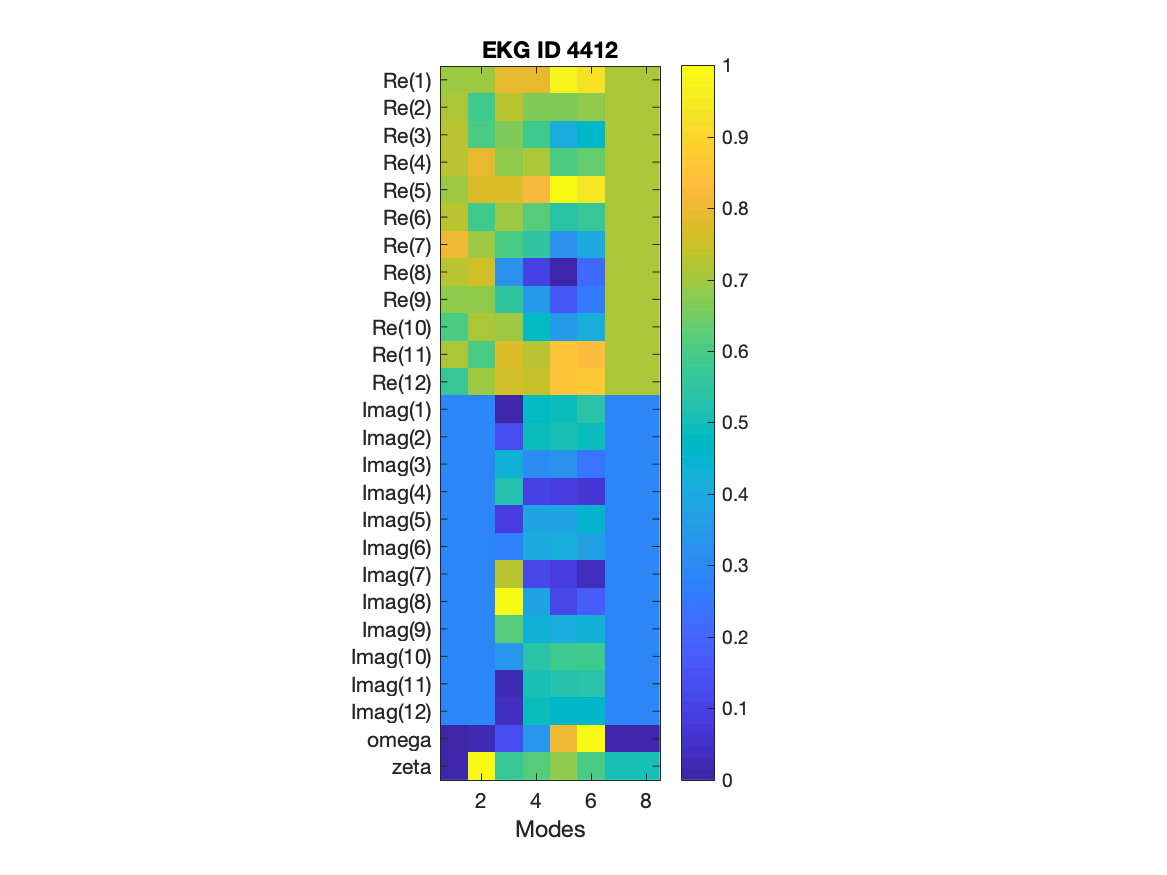 EKG ID 4412
Re(1)
Re(2)
Re(3)
Re(4)
Re(5)
Re(6)
Re(7)
Re(8)
Re(9)
Re(10)
Re(11)
Re(12)
Imag(1)
Imag(2)
Imag(3)
Imag(4)
Imag(5)
Imag(6)
Imag(7)
Imag(8)
Imag(9)
Imag(10)
Imag(11)
Imag(12)
omega
zeta
2 4 6 8
Modes
1
0.9
0.8
0.7
0.6
0.5
0.4
0.3
0.2
0.1
0